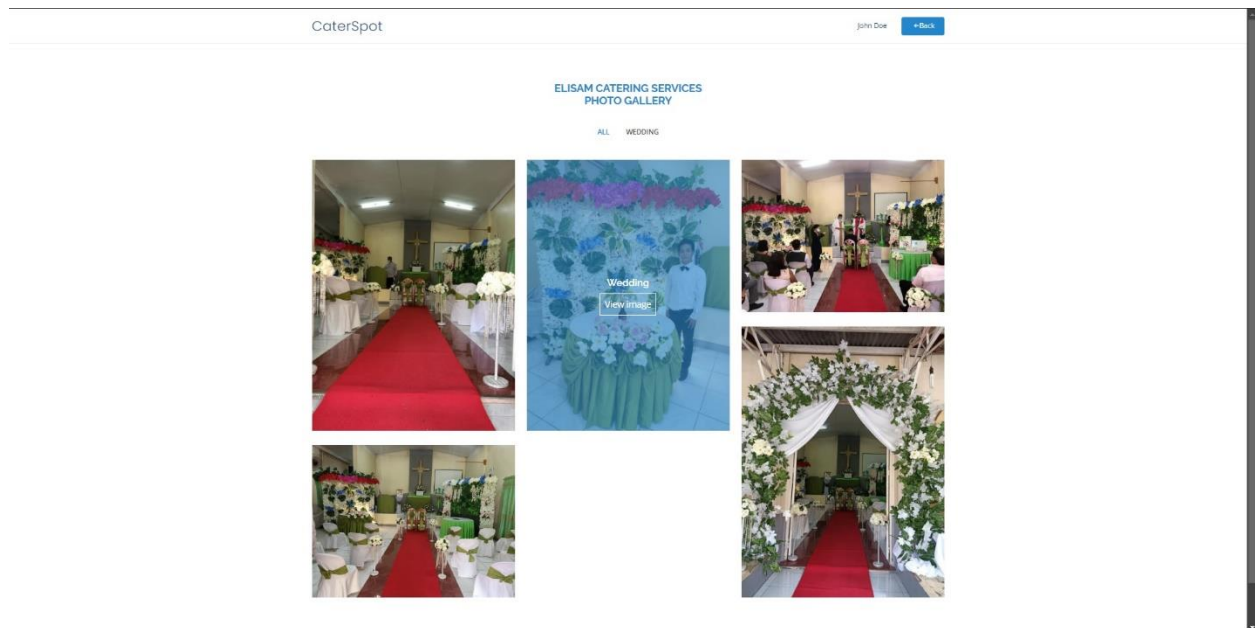 CaterSpot
John Doe
←Back
ELISAM CATERING SERVICES
PHOTO GALLERY
ALL WEDDING
Wedding
View image